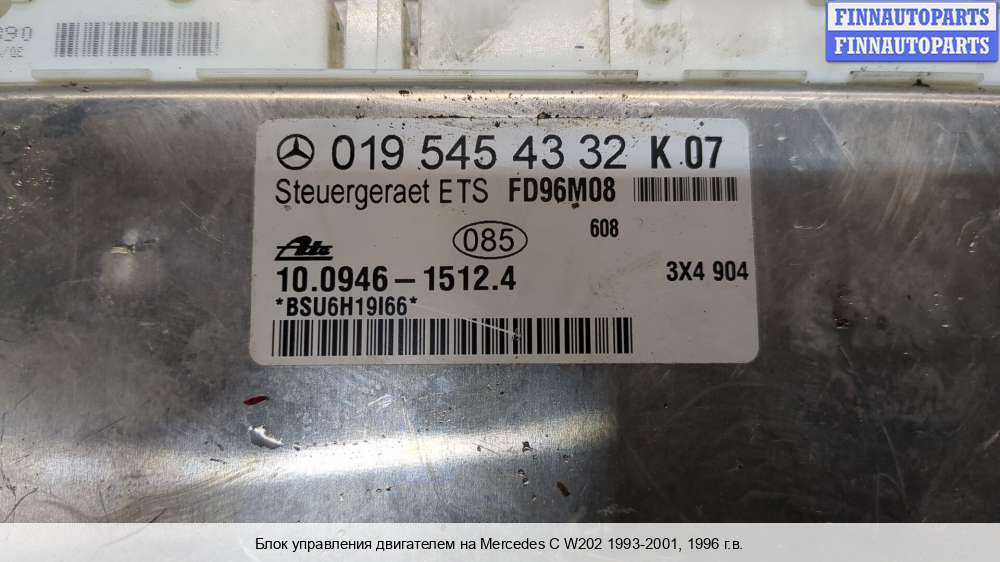 FINNAUTOPARTS
FINNAUTOPARTS
019 545 43 32 K 07
Steuergeraet ETS FD96M08
085
608
Ate
10.0946–1512.4
3X4 904
*BSU6H19I66*
Блок управления двигателем на Mercedes C W202 1993-2001, 1996 г.в.